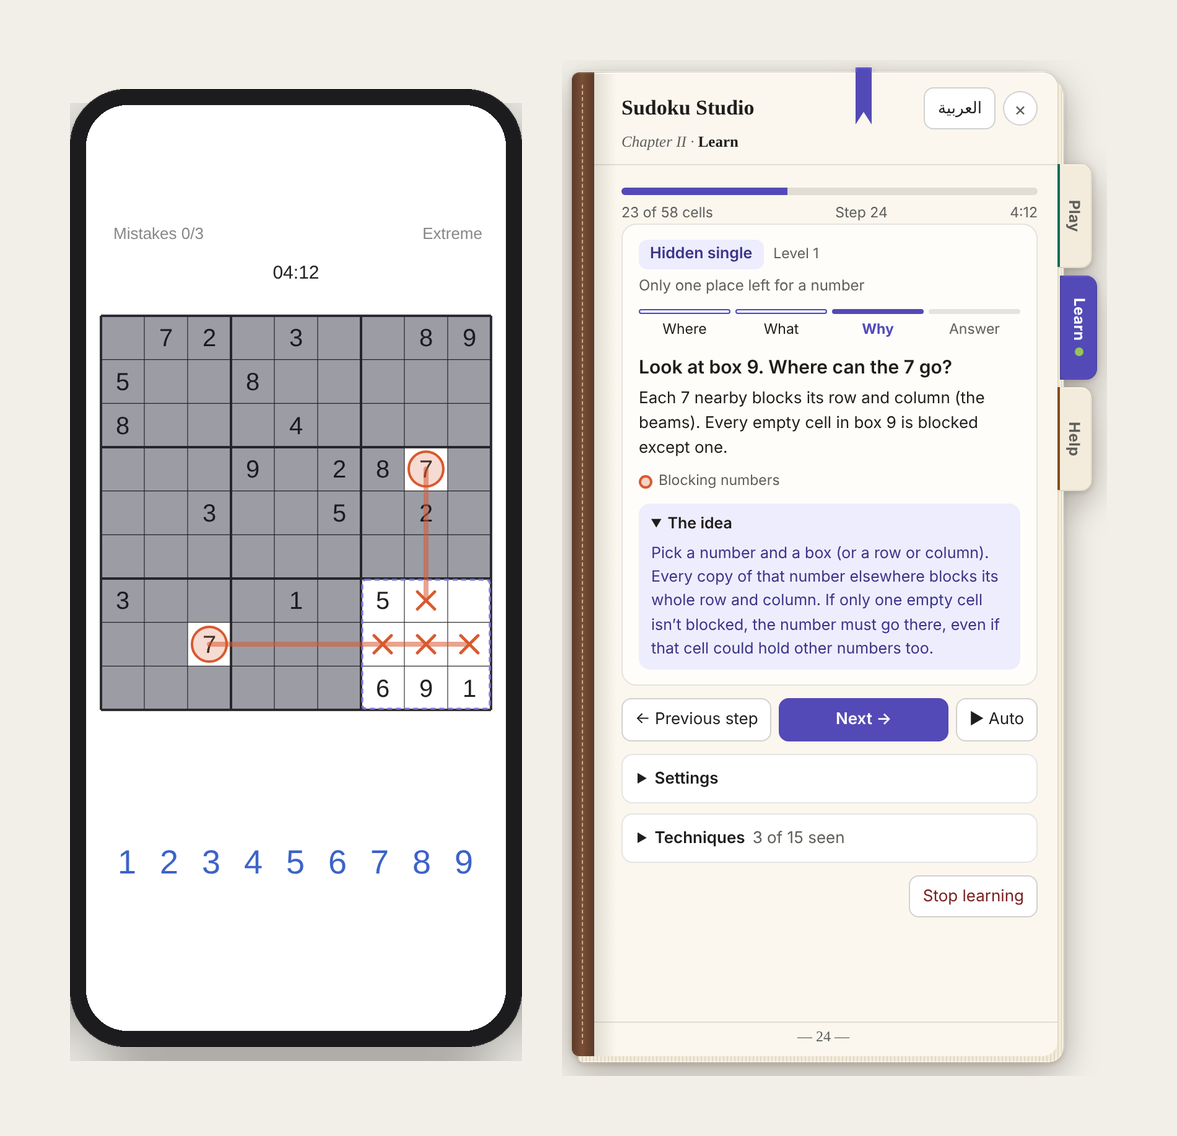 Mistakes 0/3
Extreme
04:12
7 2 3 8 9
5 8
8 4
9 2 8 7
3 5 2
3 1 5
7
6 9 1
1 2 3 4 5 6 7 8 9
Sudoku Studio
العربية
×
Chapter II · Learn
23 of 58 cells
Step 24
4:12
Hidden single
Level 1
Only one place left for a number
Where
What
Why
Answer
Look at box 9. Where can the 7 go?
Each 7 nearby blocks its row and column (the
beams). Every empty cell in box 9 is blocked
except one.
Blocking numbers
▼ The idea
Pick a number and a box (or a row or column).
Every copy of that number elsewhere blocks its
whole row and column. If only one empty cell
isn’t blocked, the number must go there, even if
that cell could hold other numbers too.
← Previous step
Next →
▶ Auto
▶ Settings
▶ Techniques 3 of 15 seen
Stop learning
— 24 —
Play
Learn
Help